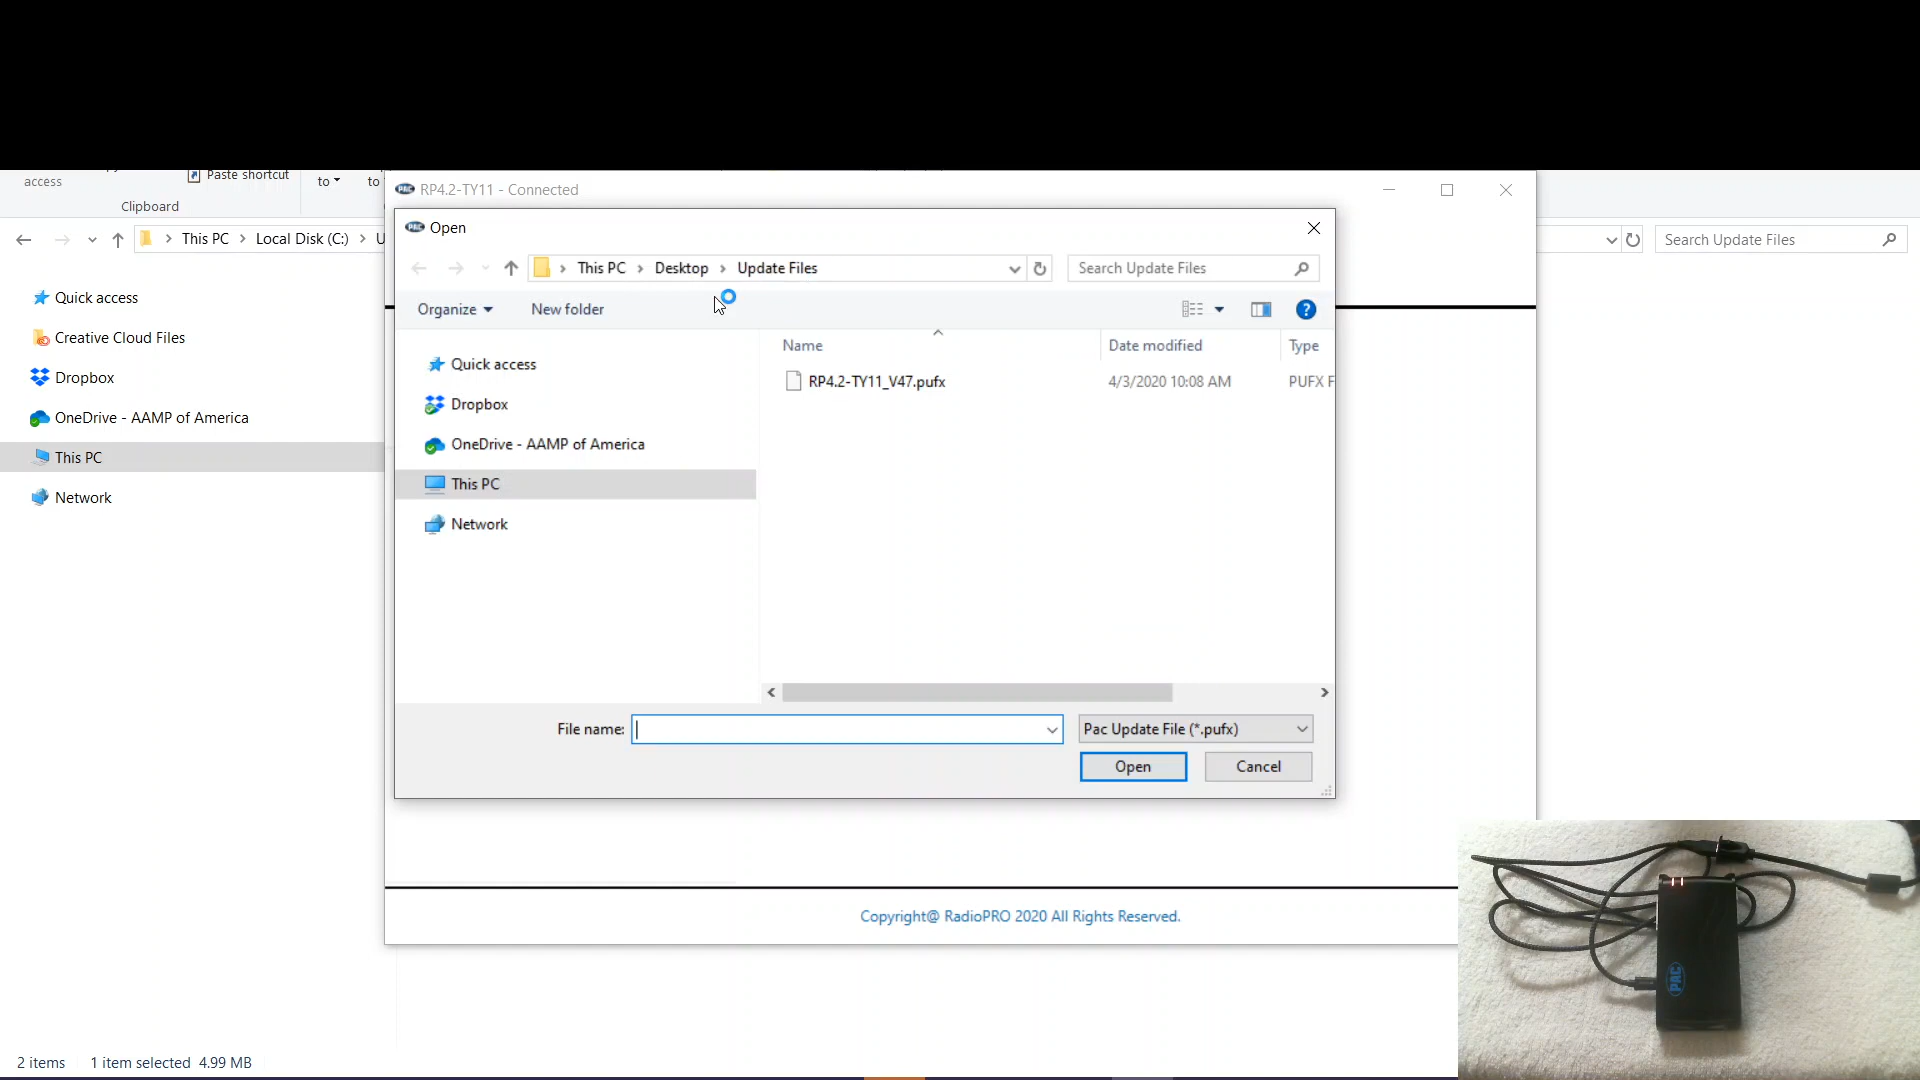 access
Paste shortcut
to
to
Clipboard
RP4.2-TY11 - Connected
This PC > Local Disk (C:) > U
Search Update Files
Quick access
Creative Cloud Files
Dropbox
OneDrive - AAMP of America
This PC
Network
Open
This PC > Desktop > Update Files
Search Update Files
Organize
New folder
Quick access
Dropbox
OneDrive - AAMP of America
This PC
Network
Name Date modified Type
RP4.2-TY11_V47.pufx 4/3/2020 10:08 AM PUFX F
File name:
Pac Update File (*.pufx)
Open
Cancel
Copyright@ RadioPRO 2020 All Rights Reserved.
PAC
2 items 1 item selected 4.99 MB